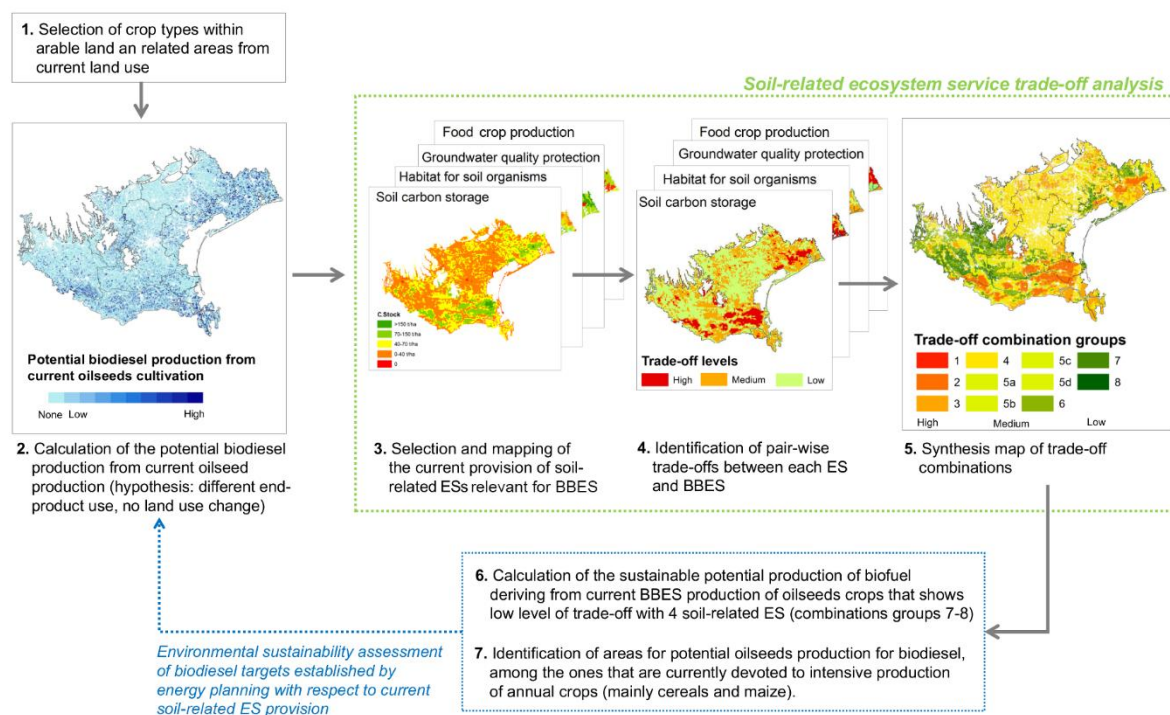 1. Selection of crop types within
arable land an related areas from
current land use
Soil-related ecosystem service trade-off analysis
Potential biodiesel production from
current oilseeds cultivation
None Low High
2. Calculation of the potential biodiesel
production from current oilseed
production (hypothesis: different end-
product use, no land use change)
Food crop production
Groundwater quality protection
Habitat for soil organisms
Soil carbon storage
C.Stock
>150 t/ha
70-150 t/ha
40-70 t/ha
0-40 t/ha
0
3. Selection and mapping of
the current provision of soil-
related ESs relevant for BBES
Food crop production
Groundwater quality protection
Habitat for soil organisms
Soil carbon storage
Trade-off levels
High Medium Low
4. Identification of pair-wise
trade-offs between each ES
and BBES
Trade-off combination groups
1 4 5c 7
2 5a 5d 8
3 5b 6
High Medium Low
5. Synthesis map of trade-off
combinations
6. Calculation of the sustainable potential production of biofuel
deriving from current BBES production of oilseeds crops that shows
low level of trade-off with 4 soil-related ES (combinations groups 7-8)
7. Identification of areas for potential oilseeds production for biodiesel,
among the ones that are currently devoted to intensive production
of annual crops (mainly cereals and maize).
Environmental sustainability assessment
of biodiesel targets established by
energy planning with respect to current
soil-related ES provision